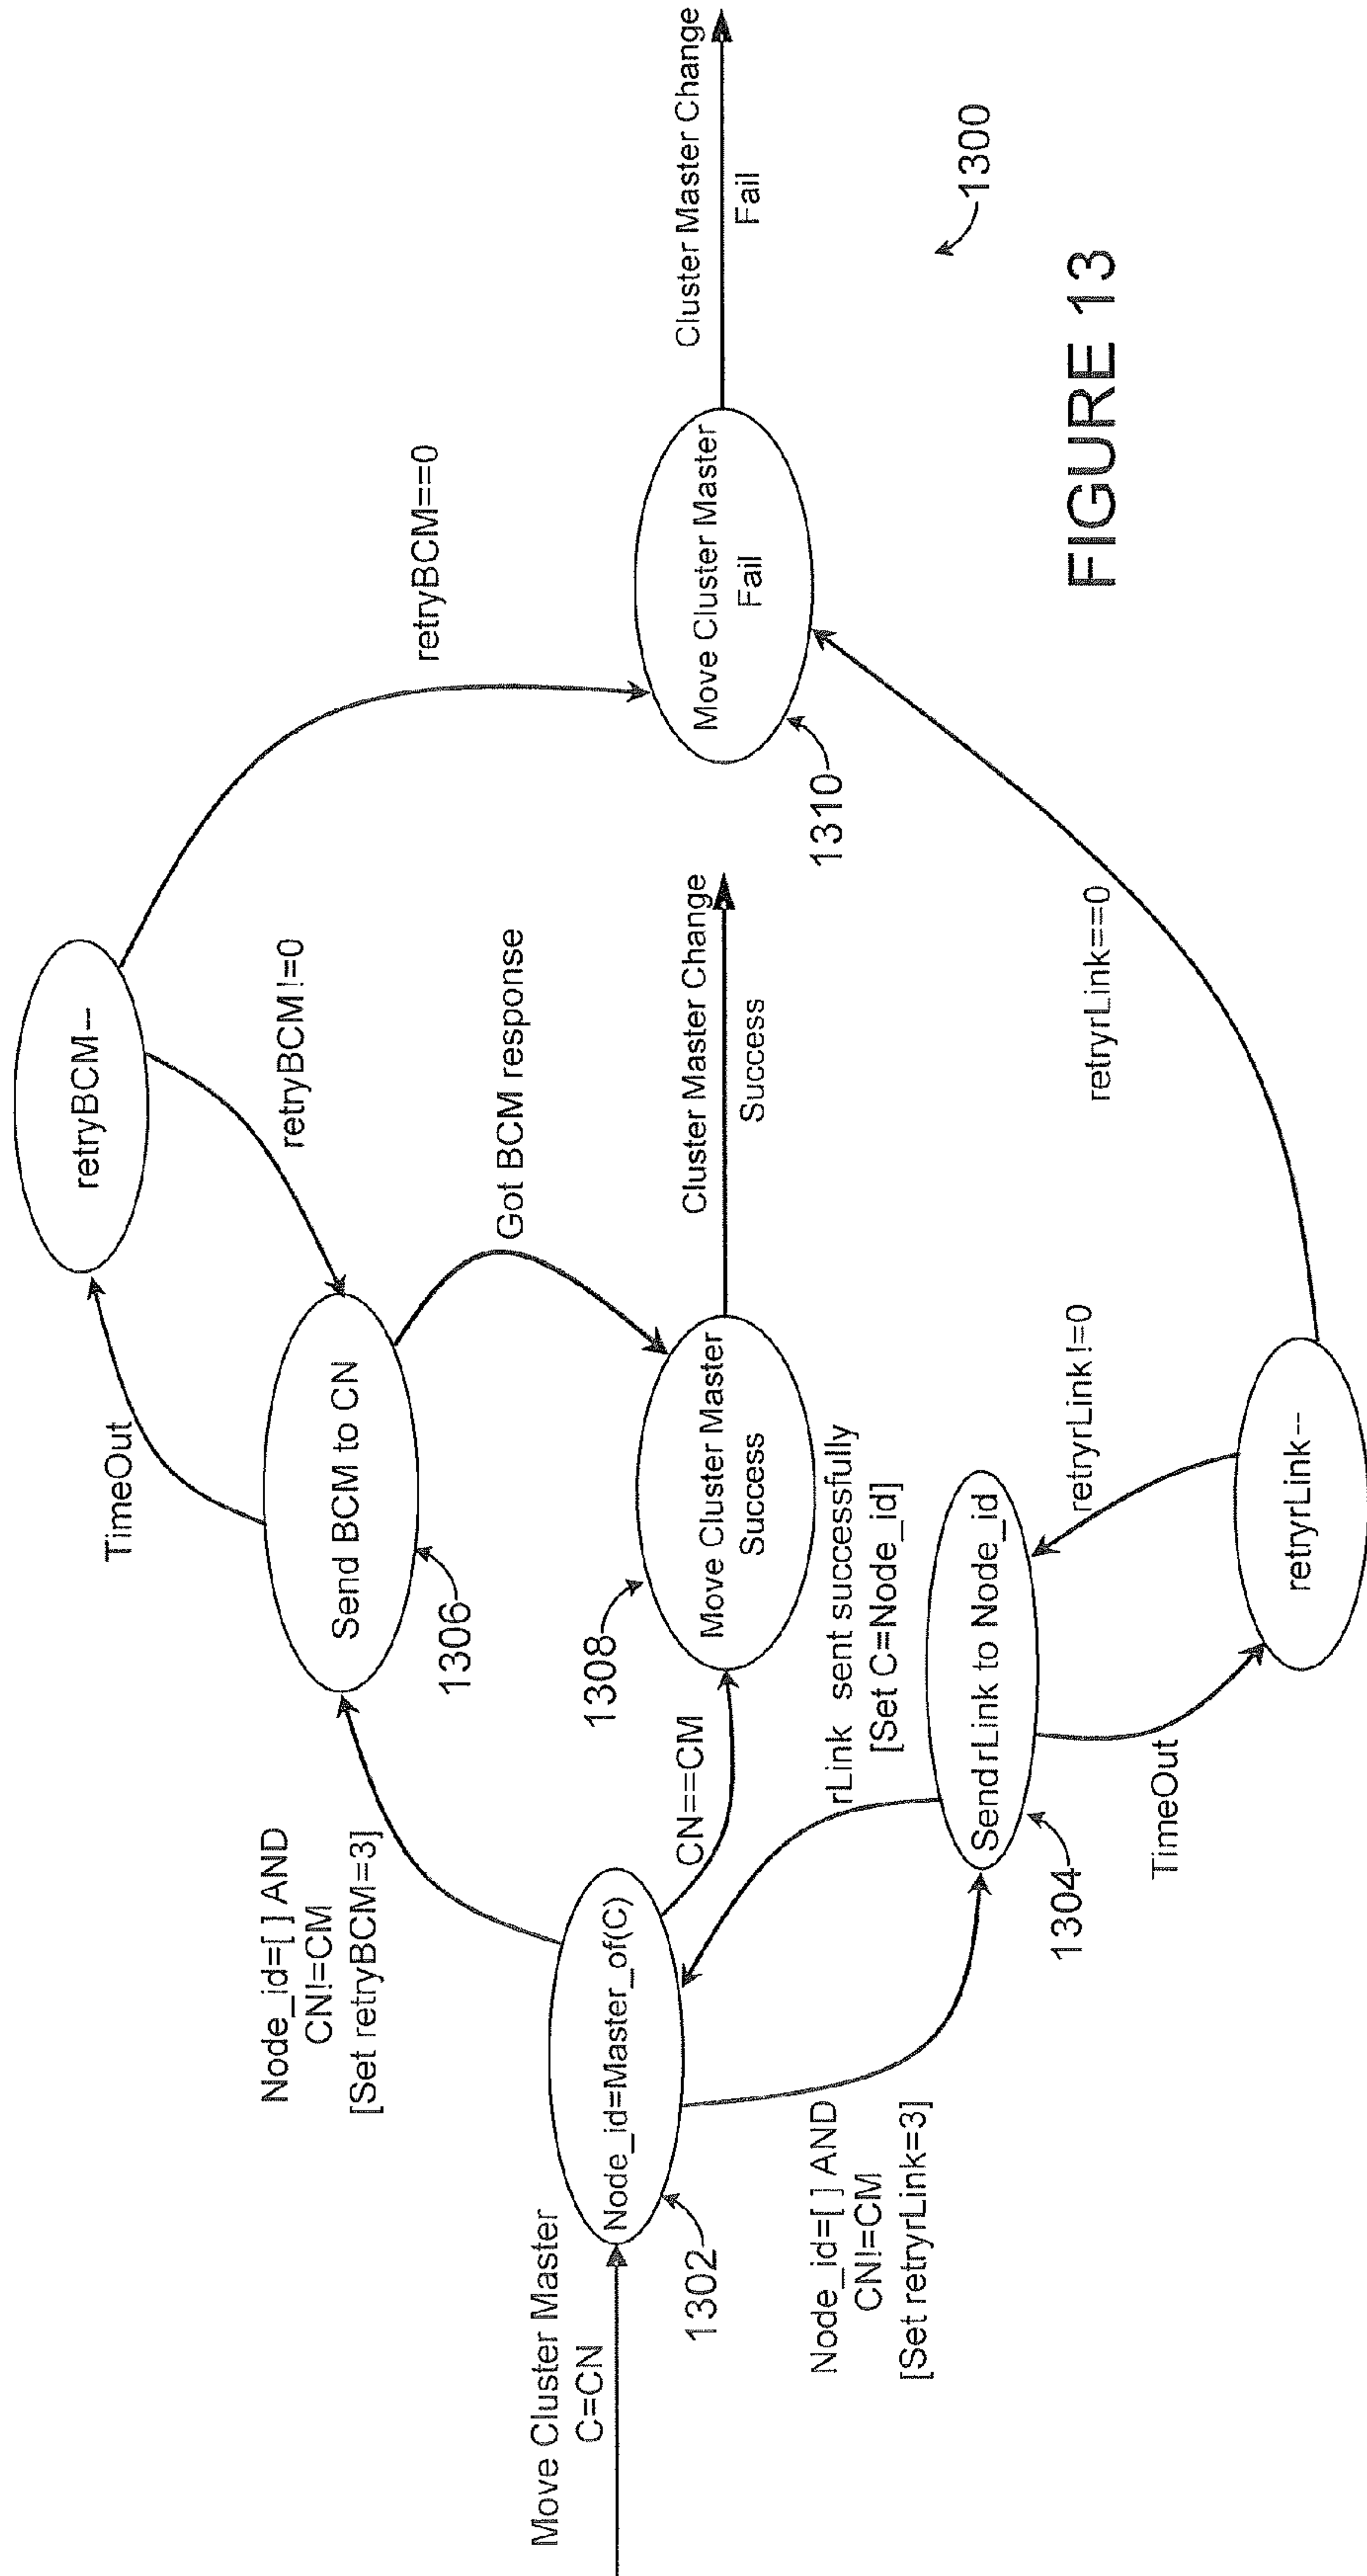 Move Cluster Master
C=CN
Node_id=Master_of(C)
1302
Node_id=[ ] AND
CN!=CM
[Set retryBCM=3]
Node_id=[ ] AND
CN!=CM
[Set retryrLink=3]
CN==CM
rLink sent successfully
[Set C=Node_id]
Send rLink to Node_id
1304
TimeOut
retryrLink--
retryrLink!=0
retryrLink==0
Send BCM to CN
1306
TimeOut
retryBCM--
retryBCM!=0
retryBCM==0
Got BCM response
Move Cluster Master
Success
1308
Cluster Master Change
Success
Move Cluster Master
Fail
1310
Cluster Master Change
Fail
1300
FIGURE 13